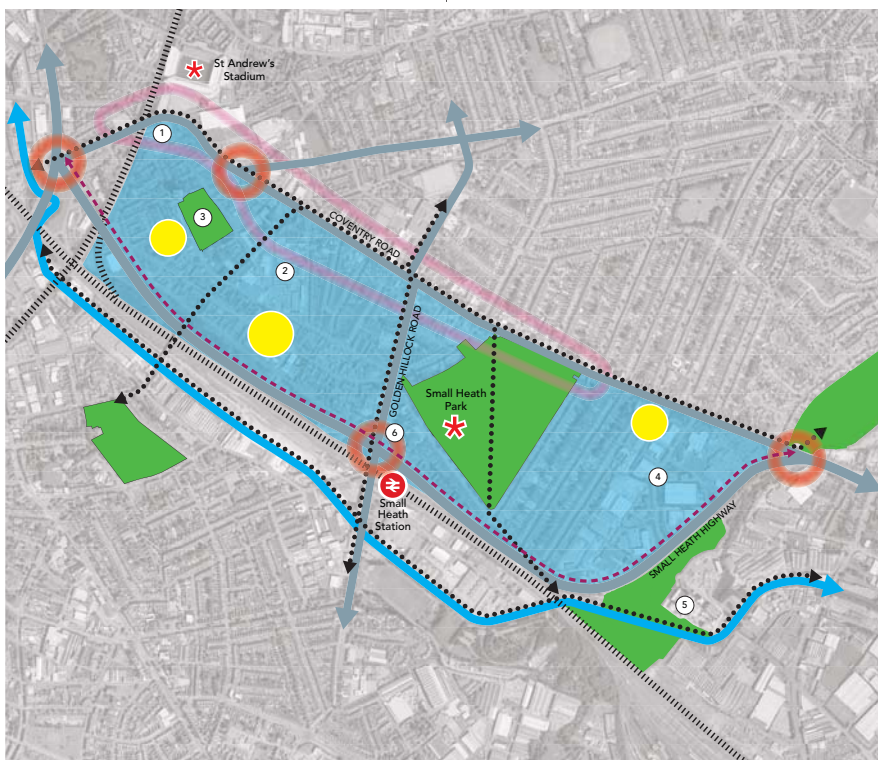 St Andrew's
Stadium
1
3
COVENTRY ROAD
2
GOLDEN HILLOCK ROAD
Small Heath
Park
6
4
Small
Heath
Station
SMALL HEATH HIGHWAY
5